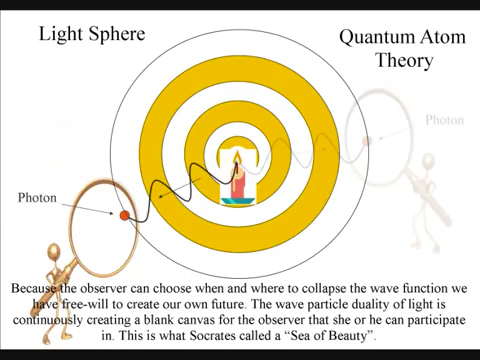 Light Sphere
Quantum Atom
Theory
Photon
Photon
Because the observer can choose when and where to collapse the wave function we
have free-will to create our own future. The wave particle duality of light is
continuously creating a blank canvas for the observer that she or he can participate
in. This is what Socrates called a “Sea of Beauty”.